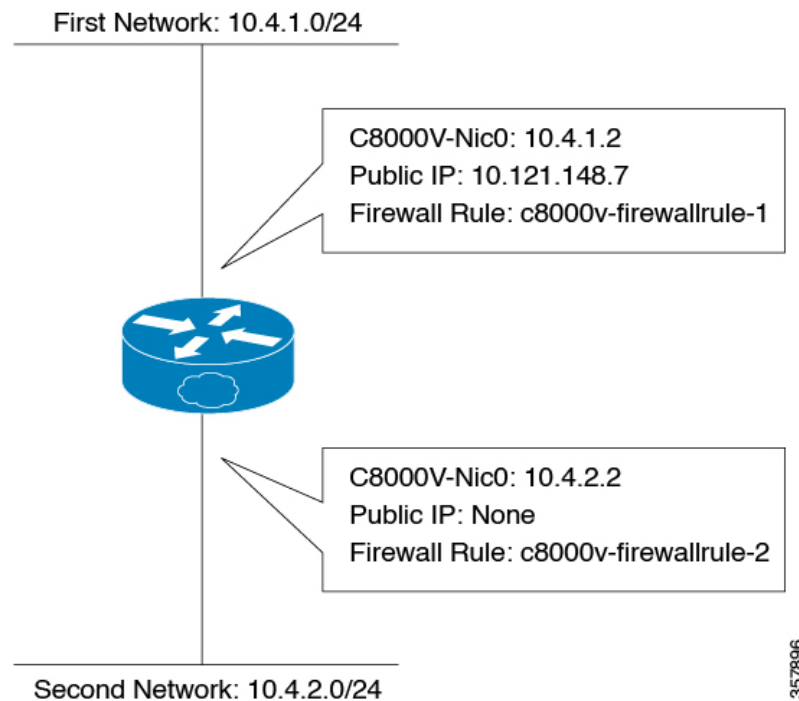 First Network: 10.4.1.0/24
C8000V-Nic0: 10.4.1.2
Public IP: 10.121.148.7
Firewall Rule: c8000v-firewallrule-1
C8000V-Nic0: 10.4.2.2
Public IP: None
Firewall Rule: c8000v-firewallrule-2
Second Network: 10.4.2.0/24
357896